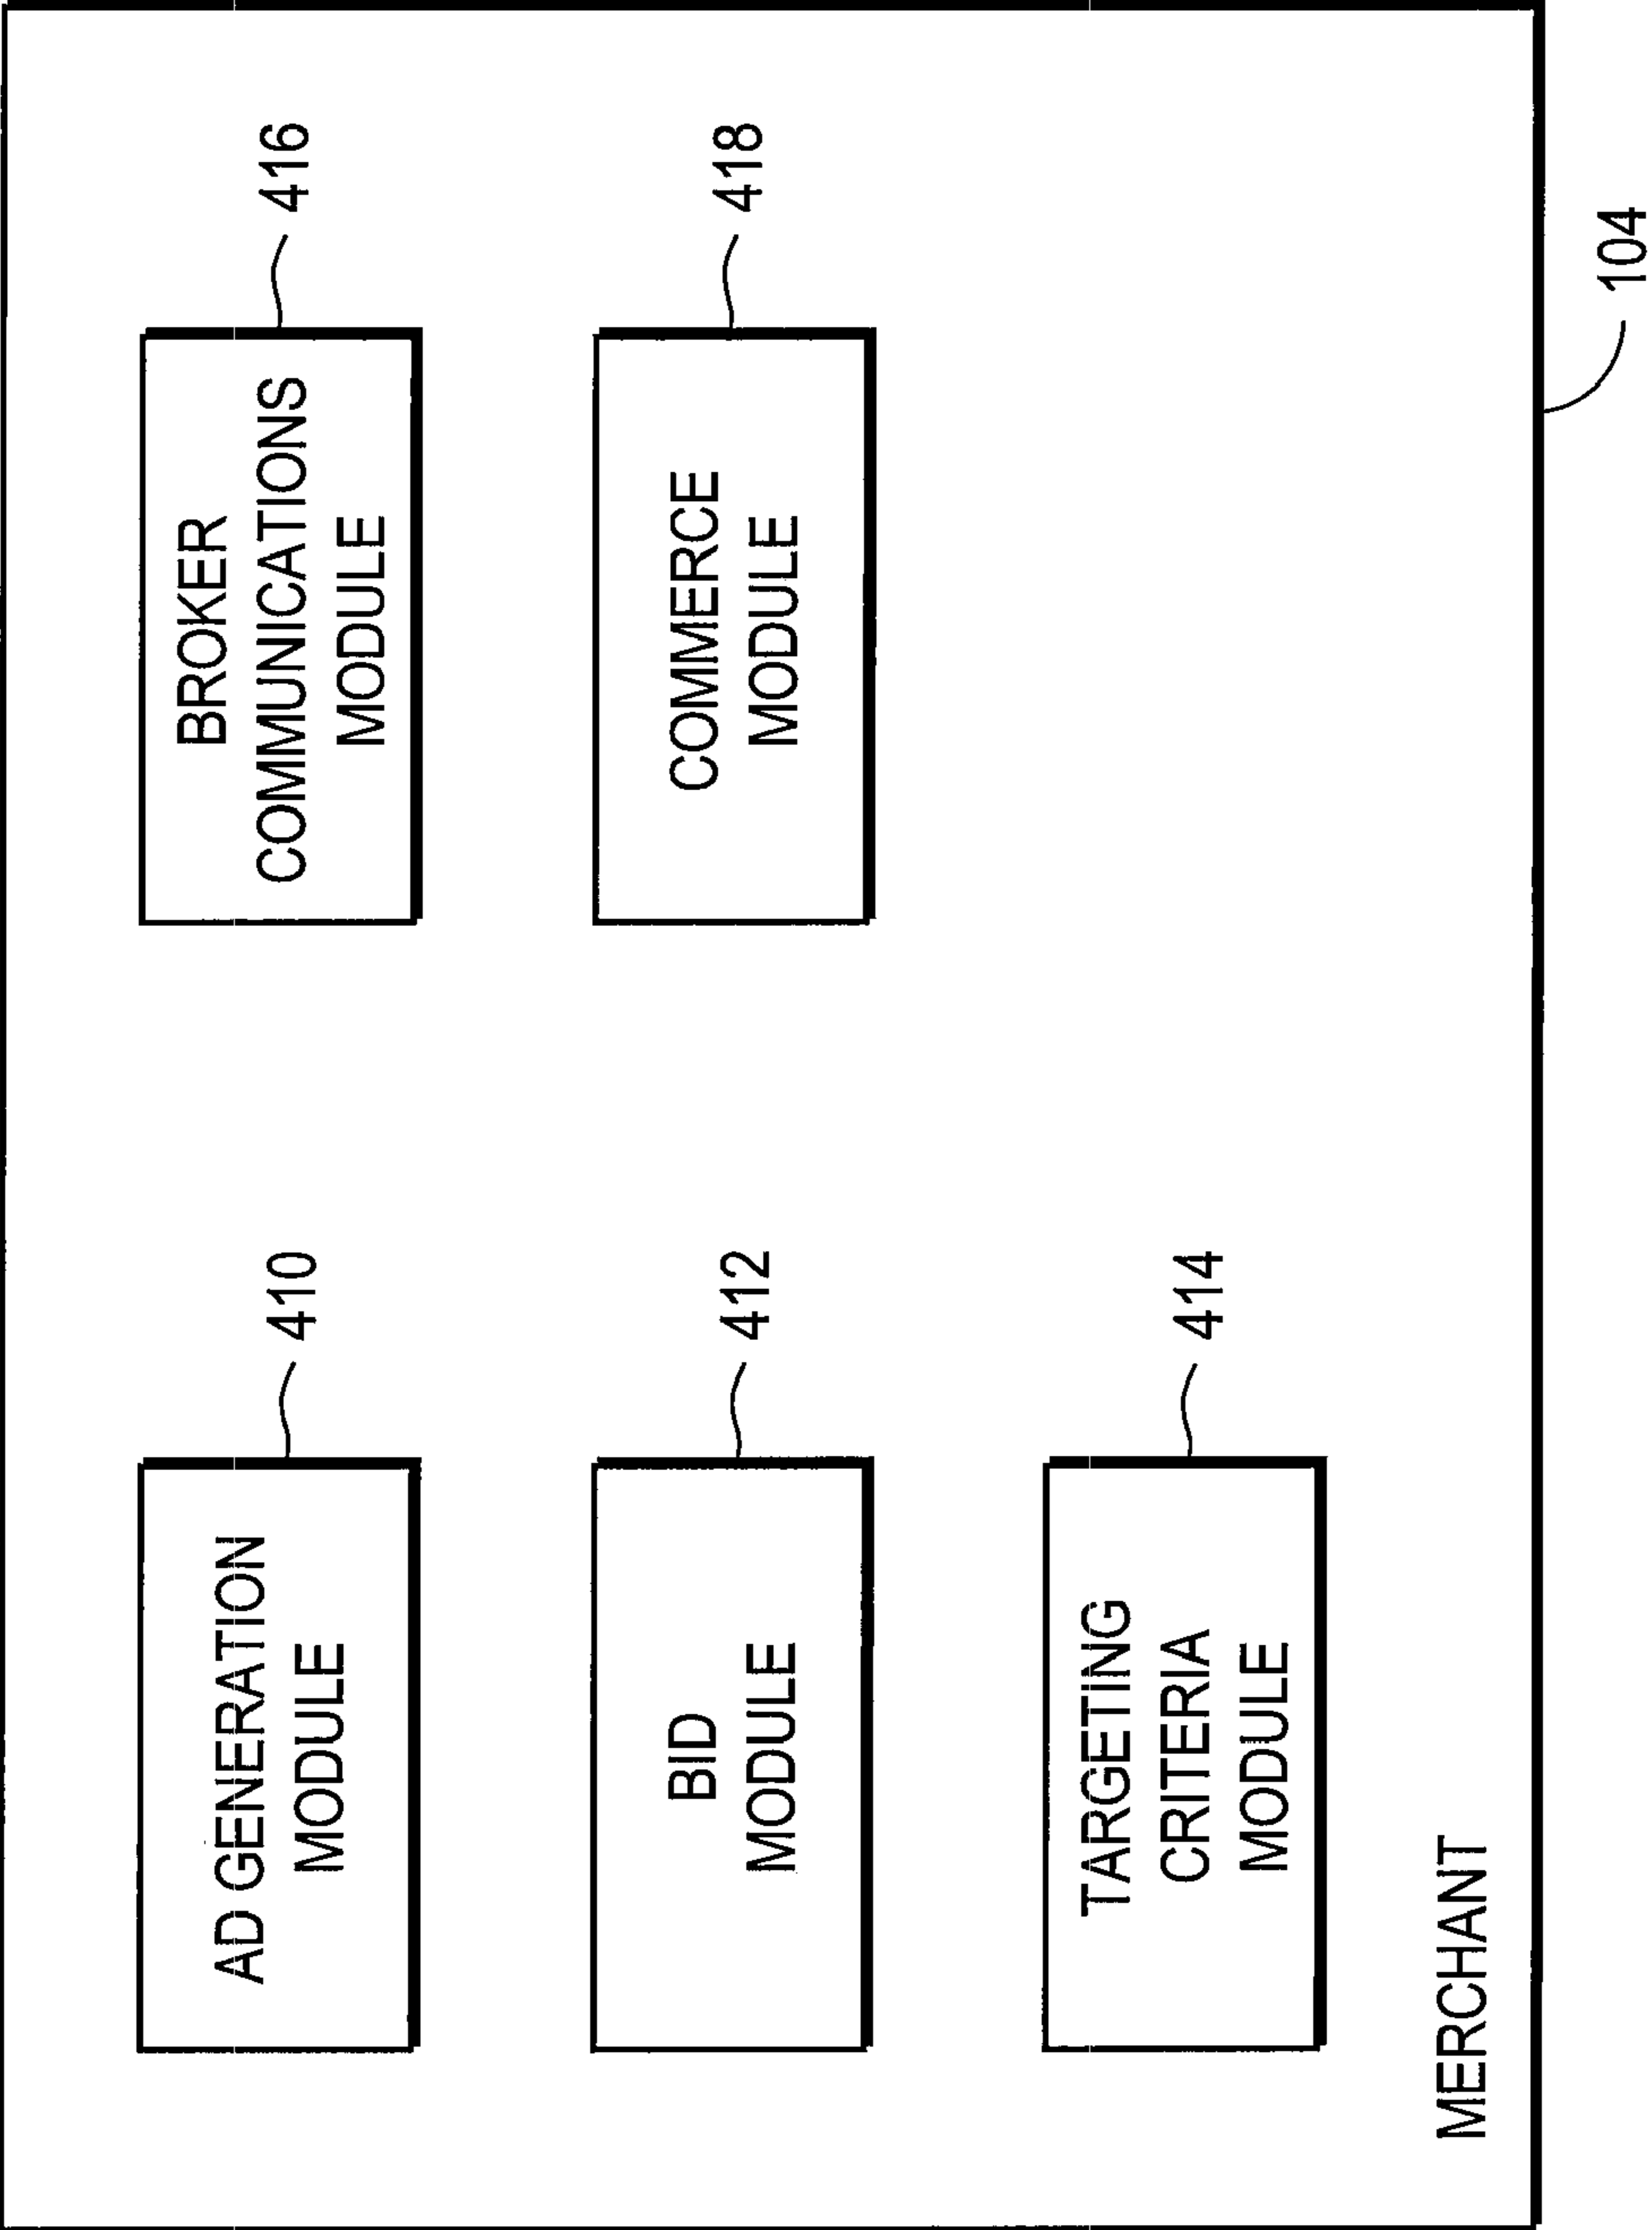 AD GENERATION
MODULE
410
BROKER
COMMUNICATIONS
MODULE
416
BID
MODULE
412
COMMERCE
MODULE
418
TARGETING
CRITERIA
MODULE
414
MERCHANT
104